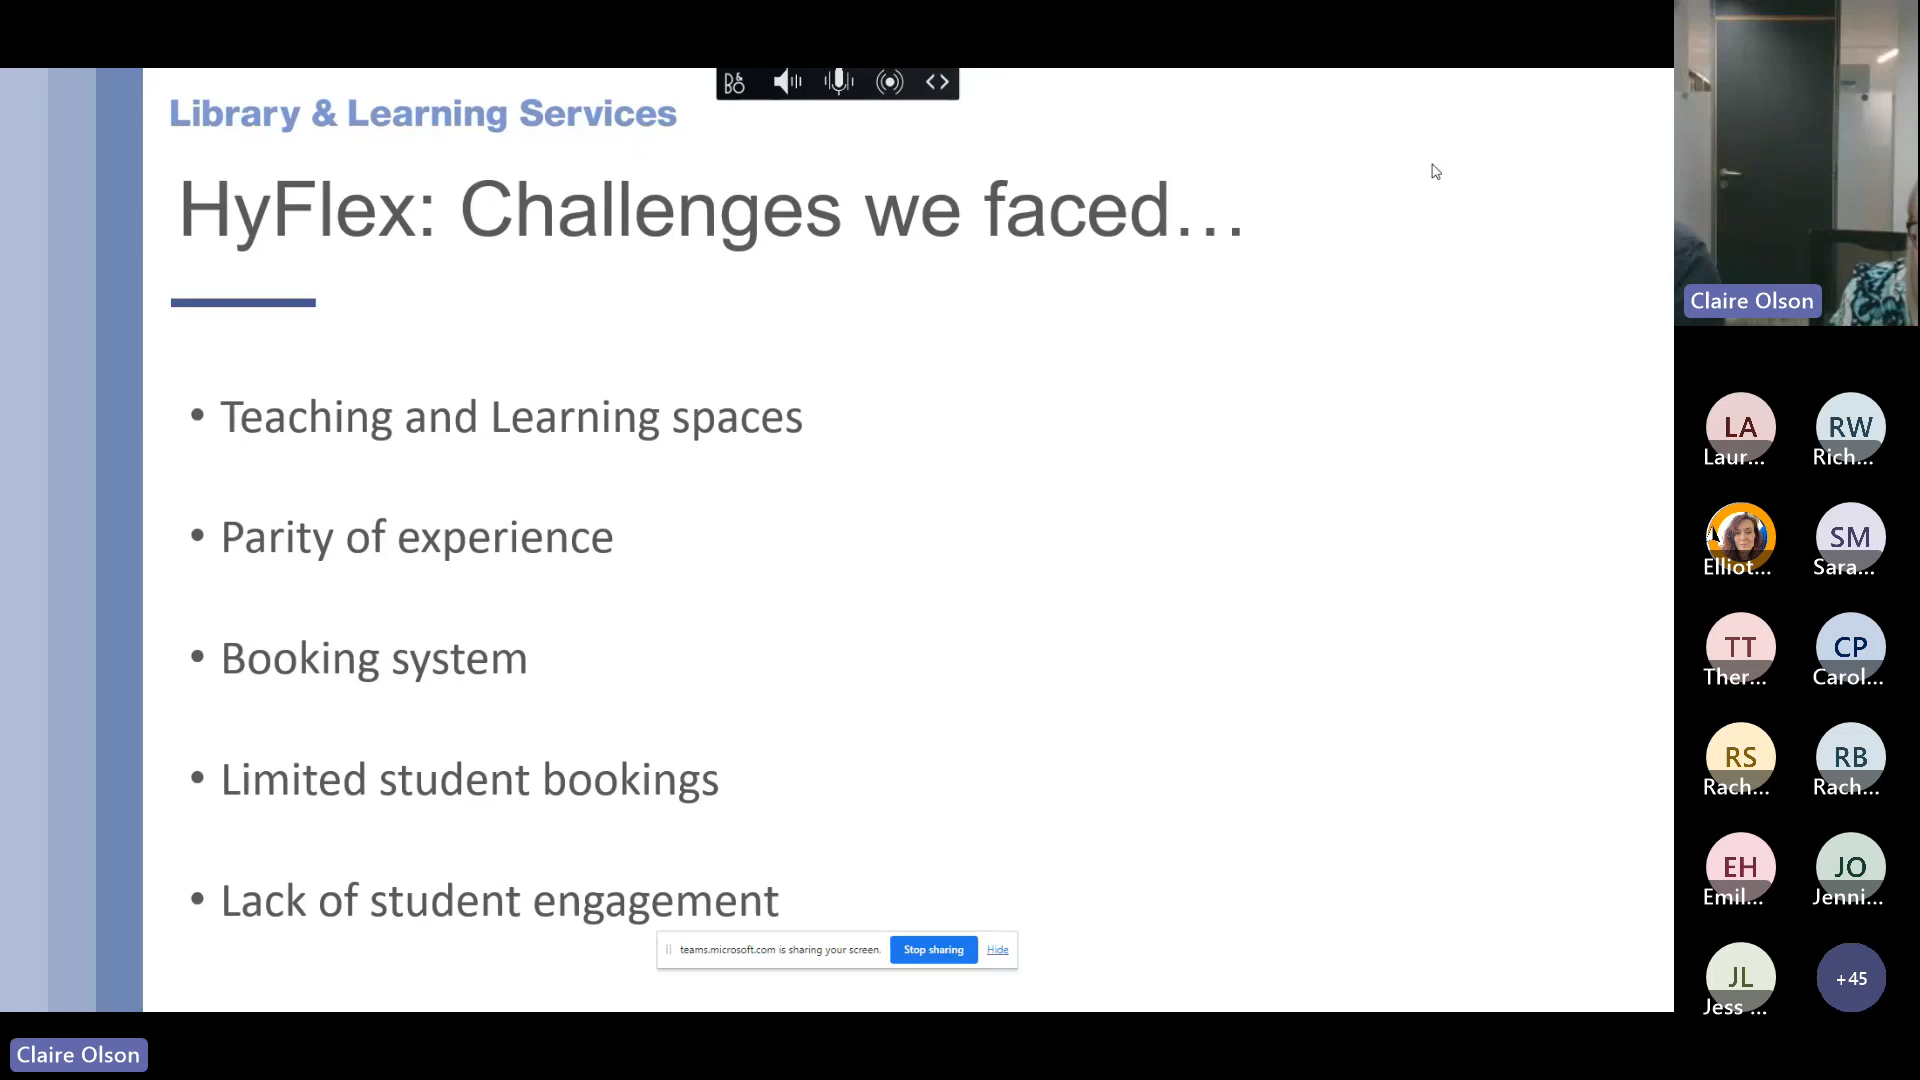 Library & Learning Services
HyFlex: Challenges we faced…
• Teaching and Learning spaces
• Parity of experience
• Booking system
• Limited student bookings
• Lack of student engagement
teams.microsoft.com is sharing your screen.
Stop sharing
Hide
Claire Olson
LA
Laur...
RW
Rich...
Elliot...
SM
Sara...
TT
Ther...
CP
Carol...
RS
Rach...
RB
Rach...
EH
Emil...
JO
Jenni...
JL
Jess ...
+45
Claire Olson